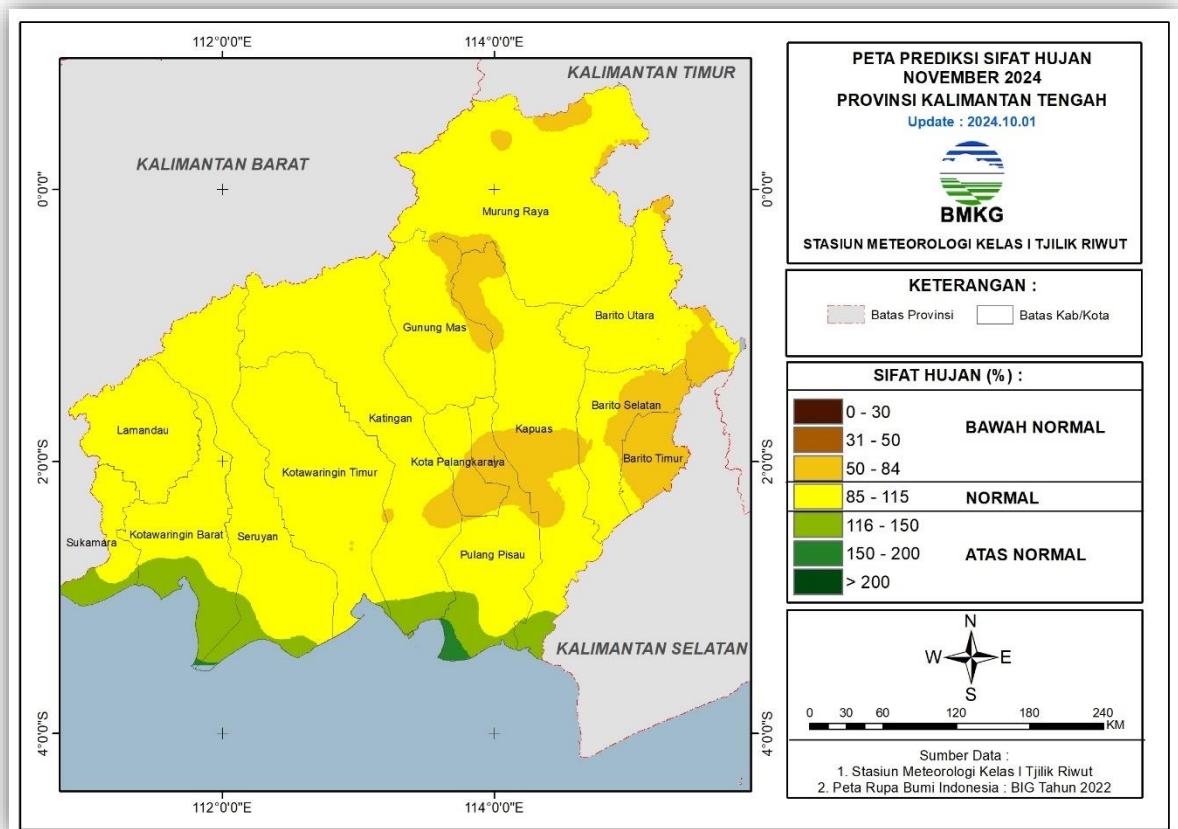 112°0'0"E
114°0'0"E
0°0'0"
2°0'0"S
4°0'0"S
KALIMANTAN TIMUR
KALIMANTAN BARAT
Murung Raya
Gunung Mas
Barito Utara
Lamandau
Katingan
Barito Selatan
Kapuas
Kotawaringin Timur
Kota Palangkaraya
Barito Timur
Sukamara
Kotawaringin Barat
Seruyan
Pulang Pisau
KALIMANTAN SELATAN
0°0'0"
2°0'0"S
4°0'0"S
112°0'0"E
114°0'0"E
PETA PREDIKSI SIFAT HUJAN
NOVEMBER 2024
PROVINSI KALIMANTAN TENGAH
Update : 2024.10.01
BMKG
STASIUN METEOROLOGI KELAS I TJILIK RIWUT
KETERANGAN :
Batas Provinsi
Batas Kab/Kota
SIFAT HUJAN (%) :
0 - 30
31 - 50
BAWAH NORMAL
50 - 84
85 - 115
NORMAL
116 - 150
150 - 200
ATAS NORMAL
> 200
N
W
E
S
0 30 60 120 180 240
KM
Sumber Data :
1. Stasiun Meteorologi Kelas I Tjilik Riwut
2. Peta Rupa Bumi Indonesia : BIG Tahun 2022